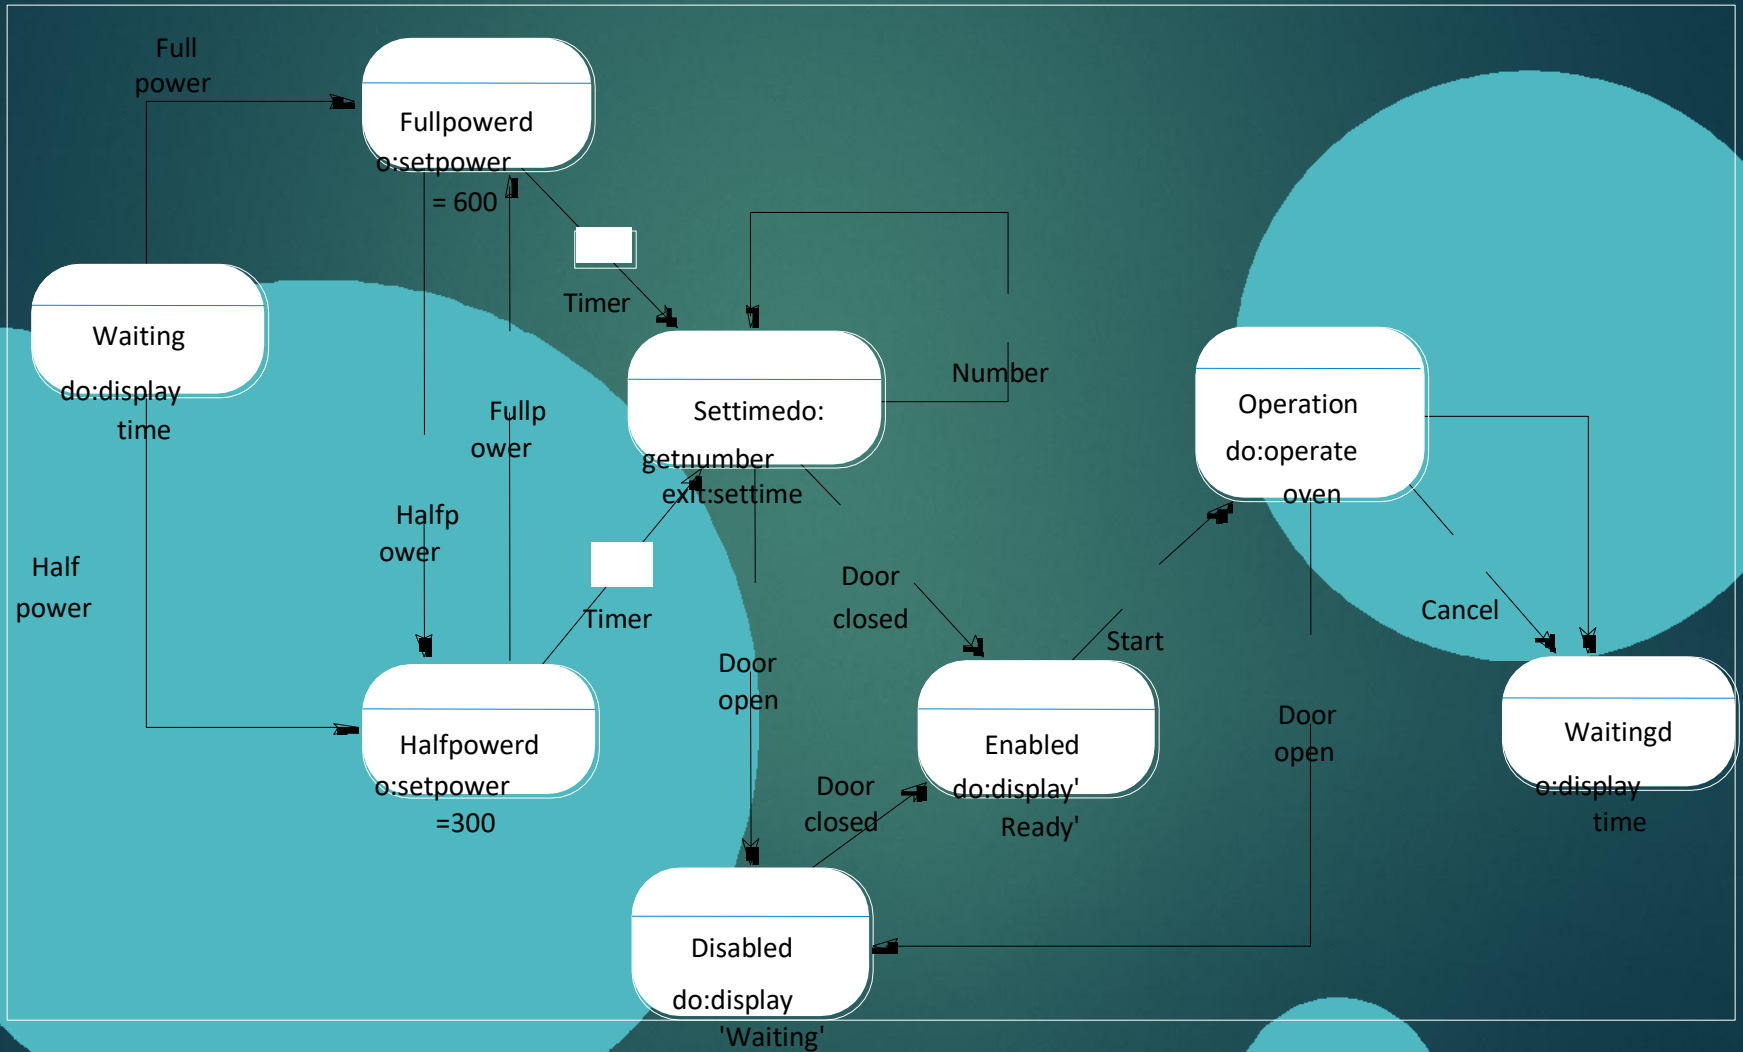 Full
power
Fullpowerd
o:setpower
= 600
Timer
Waiting
do:display
time
Number
Settimedo:
getnumber
exit:settime
Operation
do:operate
oven
Fullp
ower
Halfp
ower
Half
power
Timer
Door
closed
Start
Cancel
Door
open
Door
open
Halfpowerd
o:setpower
=300
Enabled
do:display'
Ready'
Waitingd
o:display
time
Door
closed
Disabled
do:display
'Waiting'